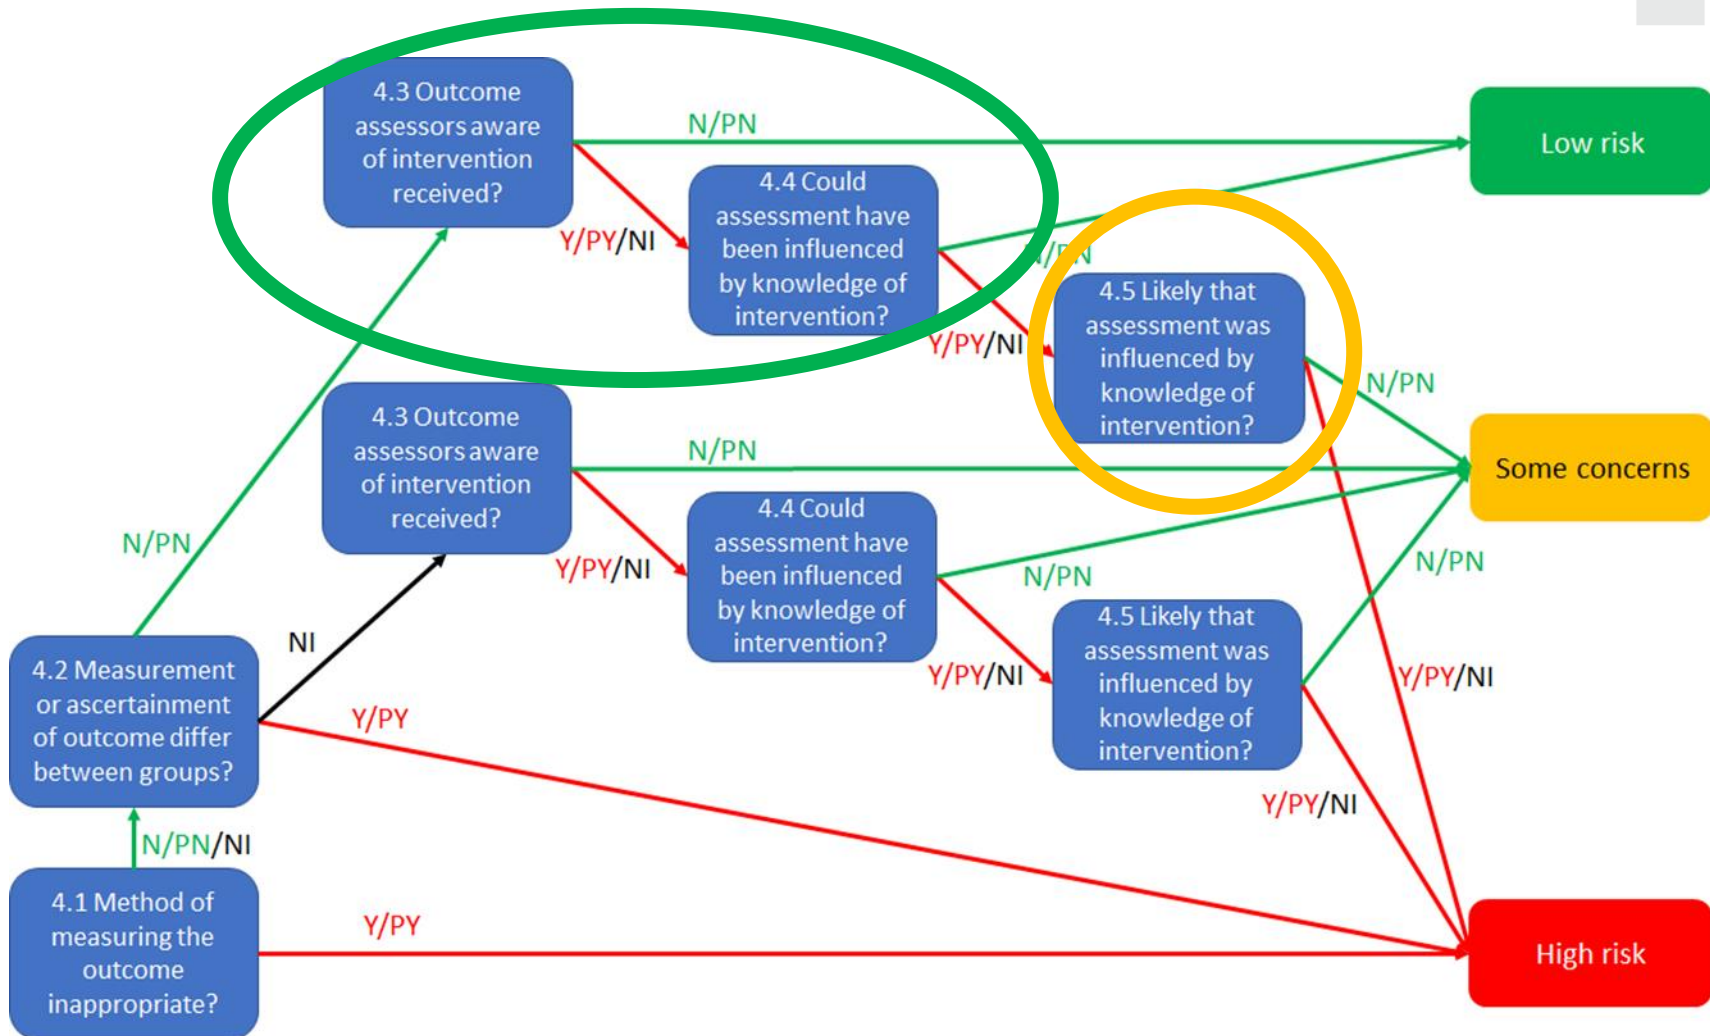 4.3 Outcome
assessors aware
of intervention
received?
N/PN
Low risk
Y/PY/NI
4.4 Could
assessment have
been influenced
by knowledge of
intervention?
N/PN
Y/PY/NI
4.5 Likely that
assessment was
influenced by
knowledge of
intervention?
N/PN
Some concerns
4.3 Outcome
assessors aware
of intervention
received?
N/PN
Y/PY/NI
4.4 Could
assessment have
been influenced
by knowledge of
intervention?
N/PN
Y/PY/NI
4.5 Likely that
assessment was
influenced by
knowledge of
intervention?
N/PN
Y/PY/NI
Y/PY/NI
N/PN
NI
4.2 Measurement
or ascertainment
of outcome differ
between groups?
Y/PY
N/PN/NI
4.1 Method of
measuring the
outcome
inappropriate?
Y/PY
High risk